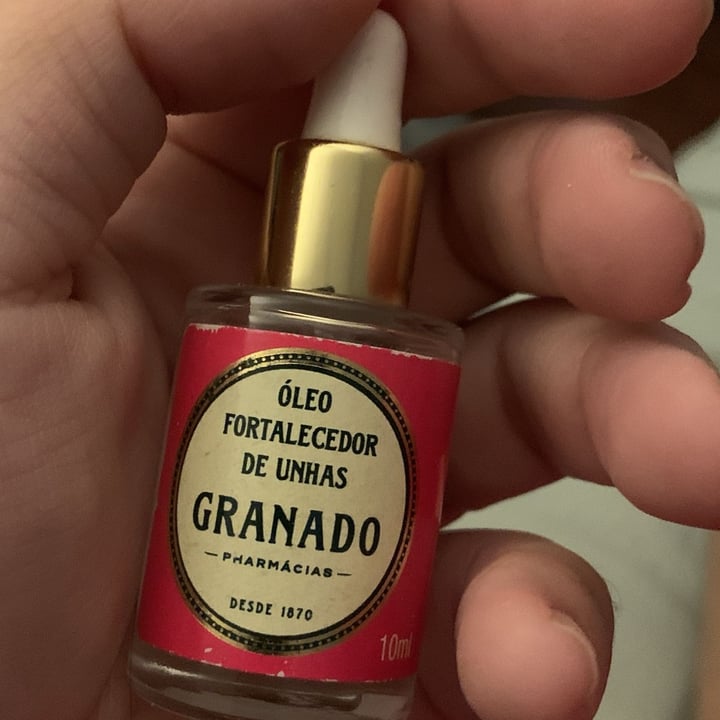 ÓLEO
FORTALECEDOR
DE UNHAS
GRANADO
— PHARMÁCIAS —
DESDE 1870
10ml